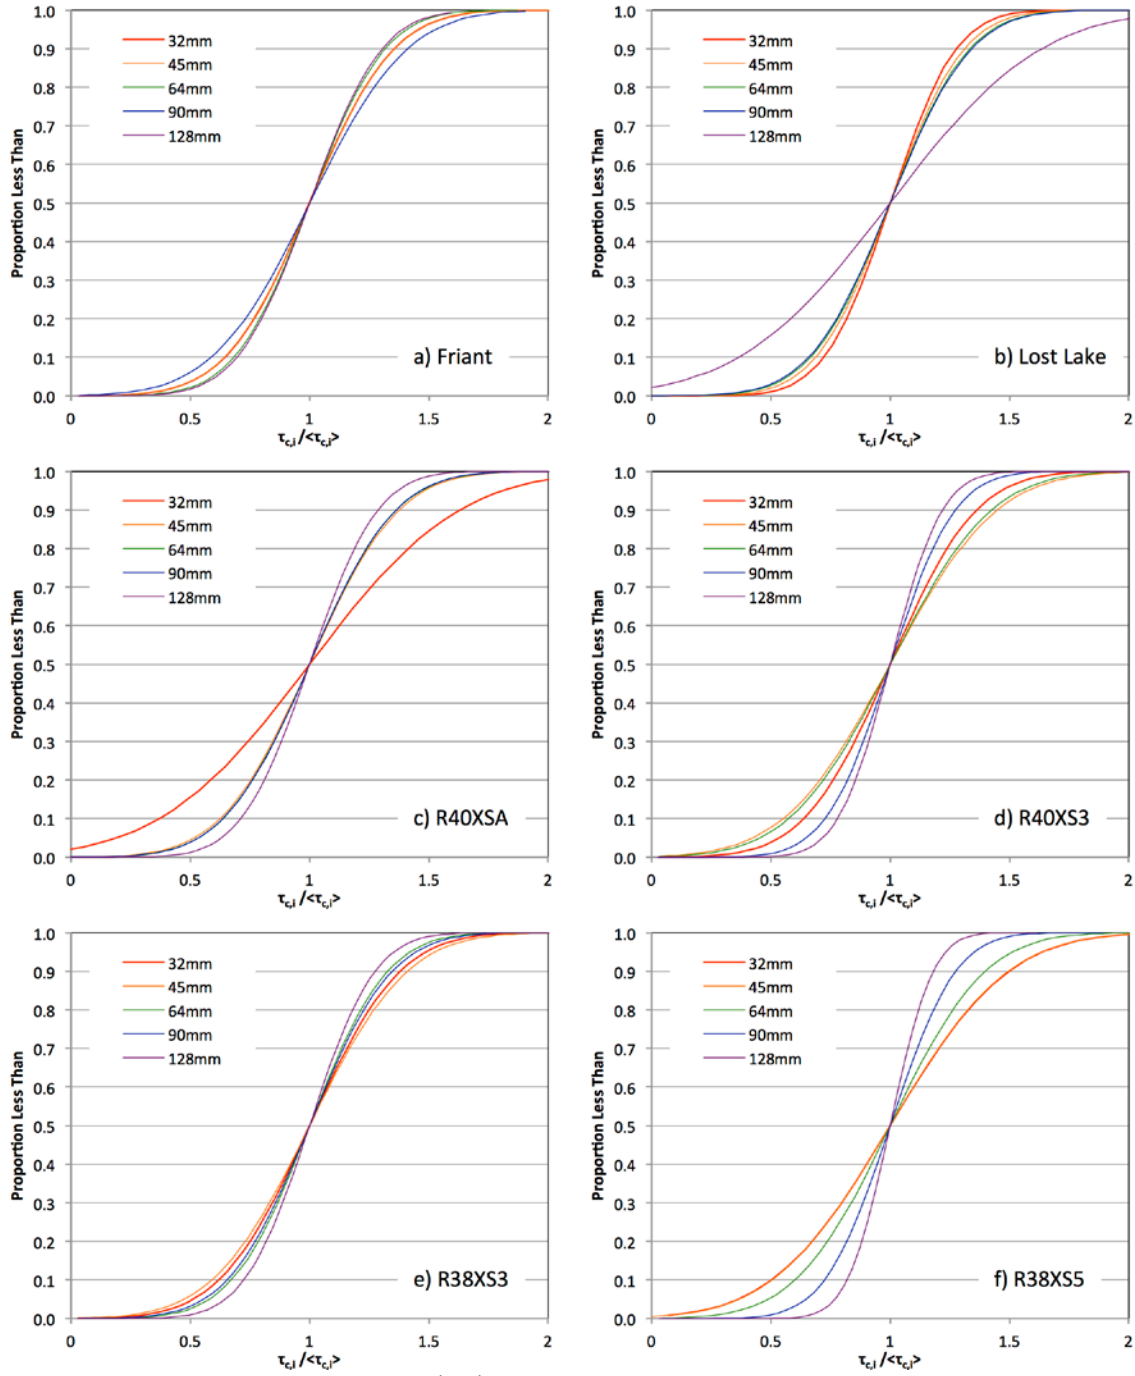 1.0
0.9
0.8
0.7
0.6
0.5
0.4
0.3
0.2
0.1
0.0
Proportion Less Than
32mm
45mm
64mm
90mm
128mm
a) Friant
0 0.5 1 1.5 2
τc,i /<τc,i>
1.0
0.9
0.8
0.7
0.6
0.5
0.4
0.3
0.2
0.1
0.0
Proportion Less Than
32mm
45mm
64mm
90mm
128mm
b) Lost Lake
0 0.5 1 1.5 2
τc,i /<τc,i>
1.0
0.9
0.8
0.7
0.6
0.5
0.4
0.3
0.2
0.1
0.0
Proportion Less Than
32mm
45mm
64mm
90mm
128mm
c) R40XSA
0 0.5 1 1.5 2
τc,i /<τc,i>
1.0
0.9
0.8
0.7
0.6
0.5
0.4
0.3
0.2
0.1
0.0
Proportion Less Than
32mm
45mm
64mm
90mm
128mm
d) R40XS3
0 0.5 1 1.5 2
τc,i /<τc,i>
1.0
0.9
0.8
0.7
0.6
0.5
0.4
0.3
0.2
0.1
0.0
Proportion Less Than
32mm
45mm
64mm
90mm
128mm
e) R38XS3
0 0.5 1 1.5 2
τc,i /<τc,i>
1.0
0.9
0.8
0.7
0.6
0.5
0.4
0.3
0.2
0.1
0.0
Proportion Less Than
32mm
45mm
64mm
90mm
128mm
f) R38XS5
0 0.5 1 1.5 2
τc,i /<τc,i>